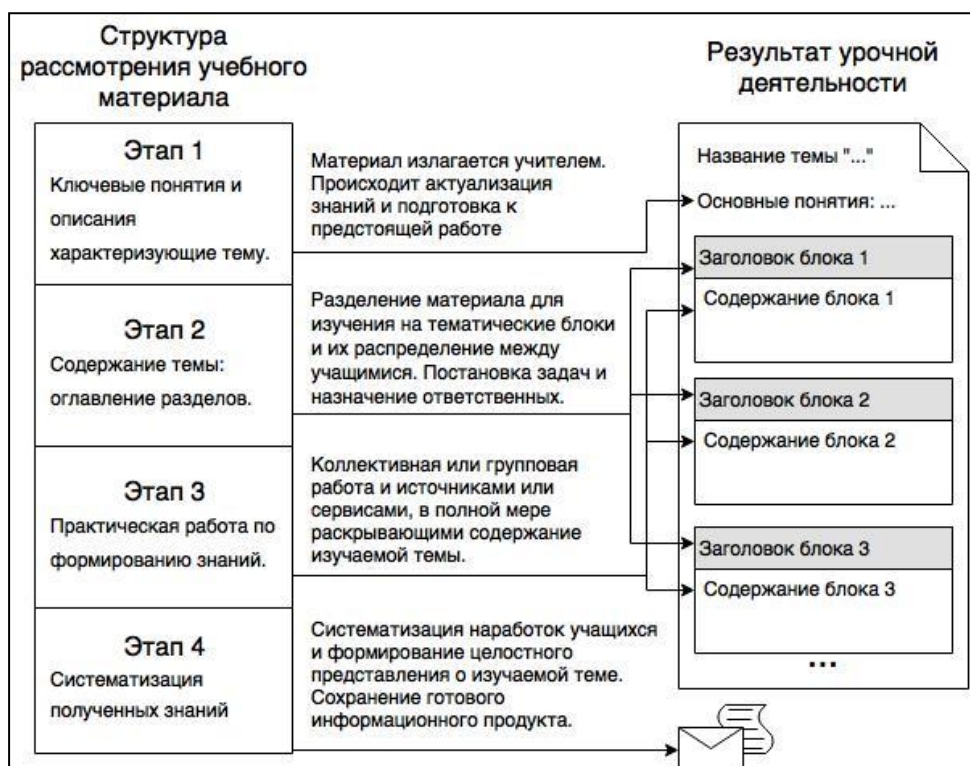 Структура
рассмотрения учебного
материала
Этап 1
Ключевые понятия и
описания
характеризующие тему.
Материал излагается учителем.
Происходит актуализация
знаний и подготовка к
предстоящей работе
Этап 2
Содержание темы:
оглавление разделов.
Разделение материала для
изучения на тематические блоки
и их распределение между
учащимися. Постановка задач и
назначение ответственных.
Этап 3
Практическая работа по
формированию знаний.
Коллективная или групповая
работа и источниками или
сервисами, в полной мере
раскрывающими содержание
изучаемой темы.
Этап 4
Систематизация
полученных знаний
Систематизация наработок учащихся
и формирование целостного
представления о изучаемой теме.
Сохранение готового
информационного продукта.
Результат урочной
деятельности
Название темы "..."
Основные понятия: ...
Заголовок блока 1
Содержание блока 1
Заголовок блока 2
Содержание блока 2
Заголовок блока 3
Содержание блока 3
...